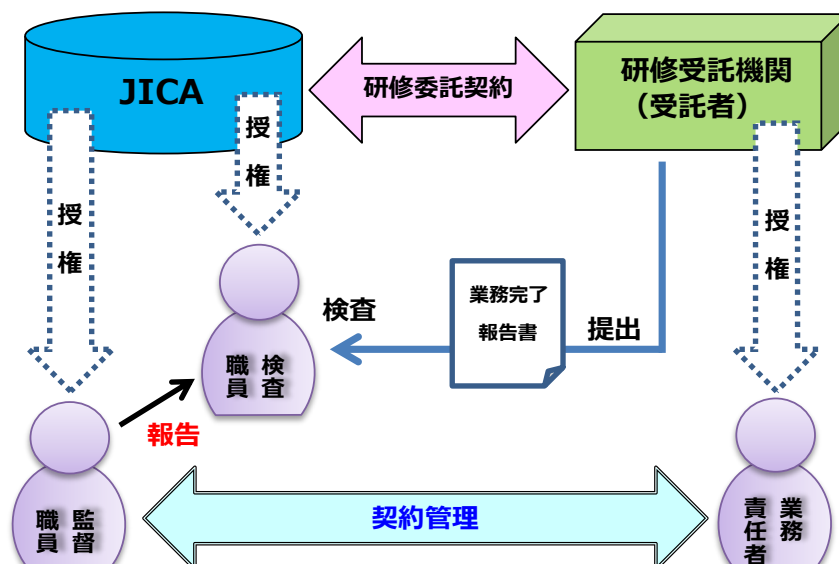 JICA
研修委託契約
研修受託機関
（受託者）
授権
授権
授権
業務完了
報告書
検査
提出
検査職員
報告
監督職員
契約管理
業務責任者